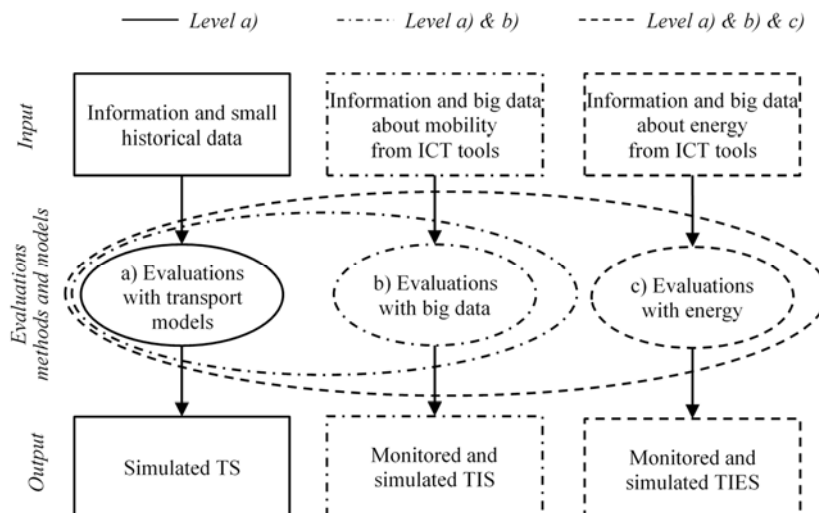 Level a)
Level a) & b)
Level a) & b) & c)
Input
Information and small
historical data
Information and big data
about mobility
from ICT tools
Information and big data
about energy
from ICT tools
Evaluations
methods and models
a) Evaluations
with transport
models
b) Evaluations
with big data
c) Evaluations
with energy
Output
Simulated TS
Monitored and
simulated TIS
Monitored and
simulated TIES